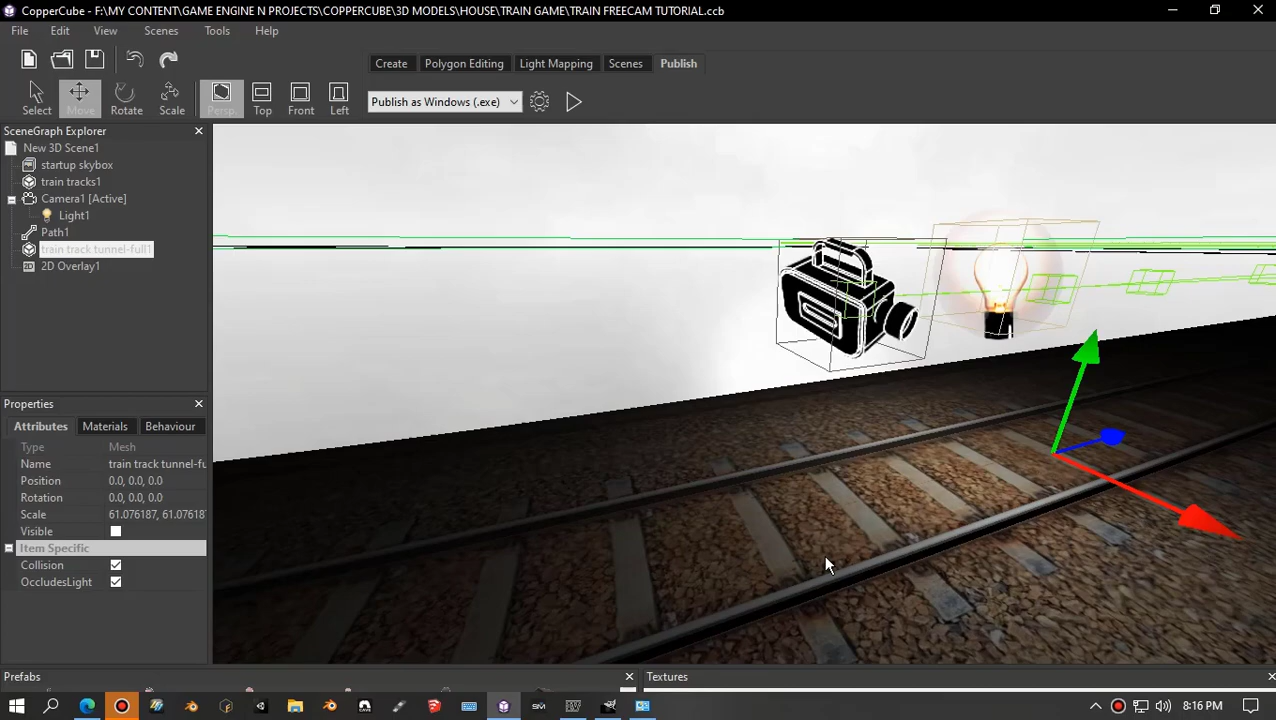 CopperCube - F:\MY CONTENT\GAME ENGINE N PROJECTS\COPPERCUBE\3D MODELS\HOUSE\TRAIN GAME\TRAIN FREECAM TUTORIAL.ccb
File Edit View Scenes Tools Help
Create Polygon Editing Light Mapping Scenes Publish
Select Move Rotate Scale Persp. Top Front Left
Publish as Windows (.exe)
SceneGraph Explorer
New 3D Scene1
startup skybox
train tracks1
Camera1 [Active]
Light1
Path1
train track tunnel-full1
2D Overlay1
Properties
Attributes Materials Behaviour
Type Mesh
Name train track tunnel-fu
Position 0.0, 0.0, 0.0
Rotation 0.0, 0.0, 0.0
Scale 61.076187, 61.076187
Visible
Item Specific
Collision
OccludesLight
Prefabs
Textures
8:16 PM